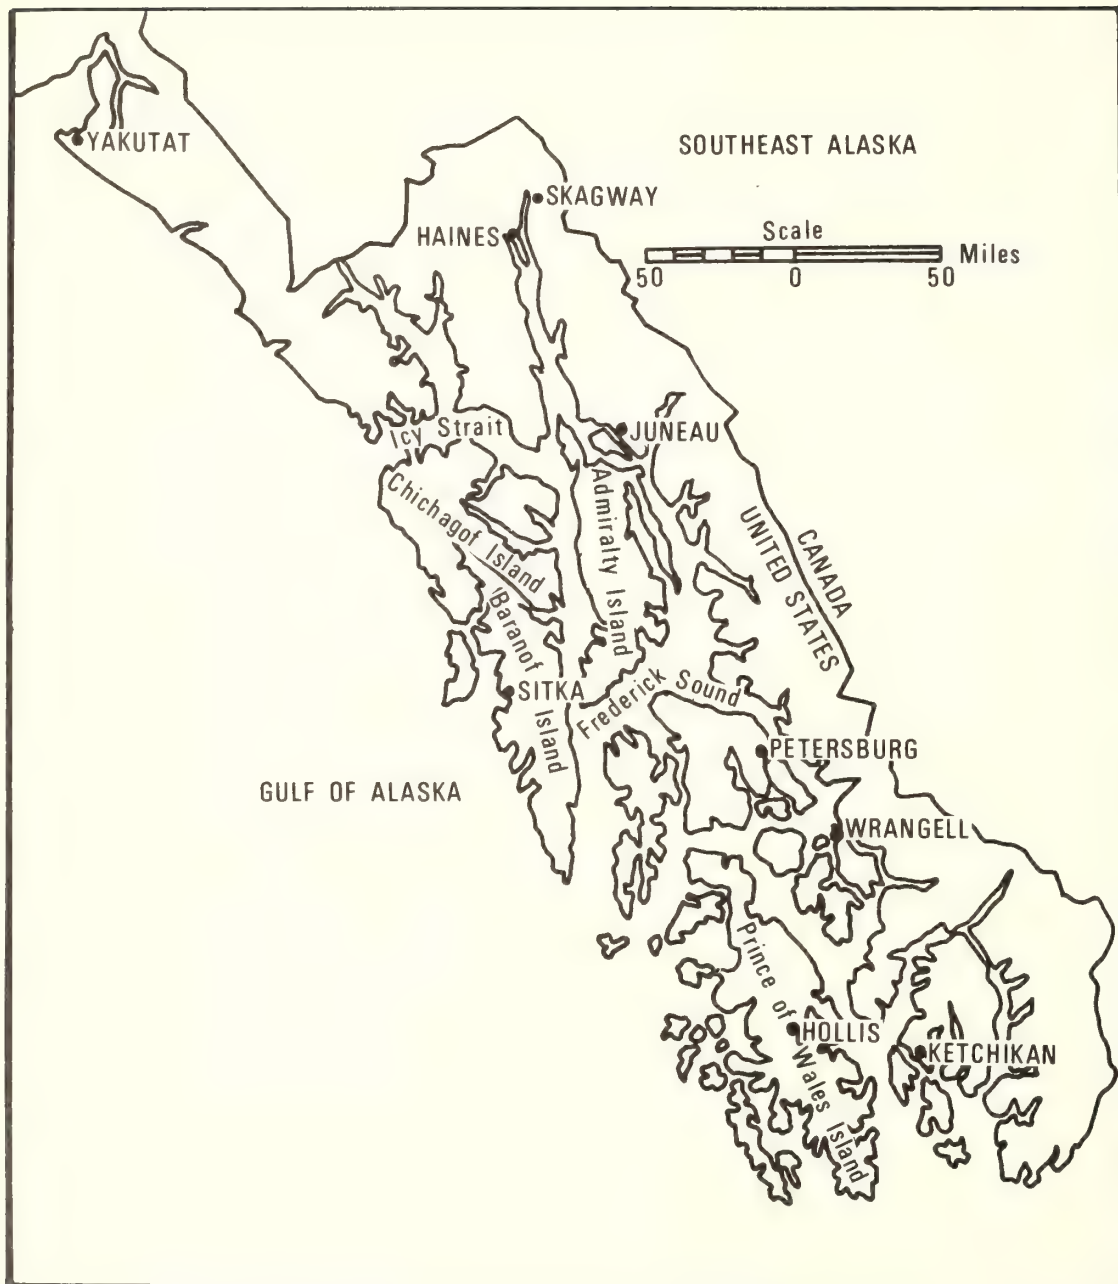 SOUTHEAST ALASKA
YAKUTAT
SKAGWAY
HAINES
Scale
50 0 50 Miles
JUNEAU
Icy Strait
Chichagof Island
Admiralty Island
CANADA
UNITED STATES
Baranof Island
SITKA
Frederick Sound
PETERSBURG
GULF OF ALASKA
WRANGELL
Prince of Wales Island
HOLLIS
KETCHIKAN